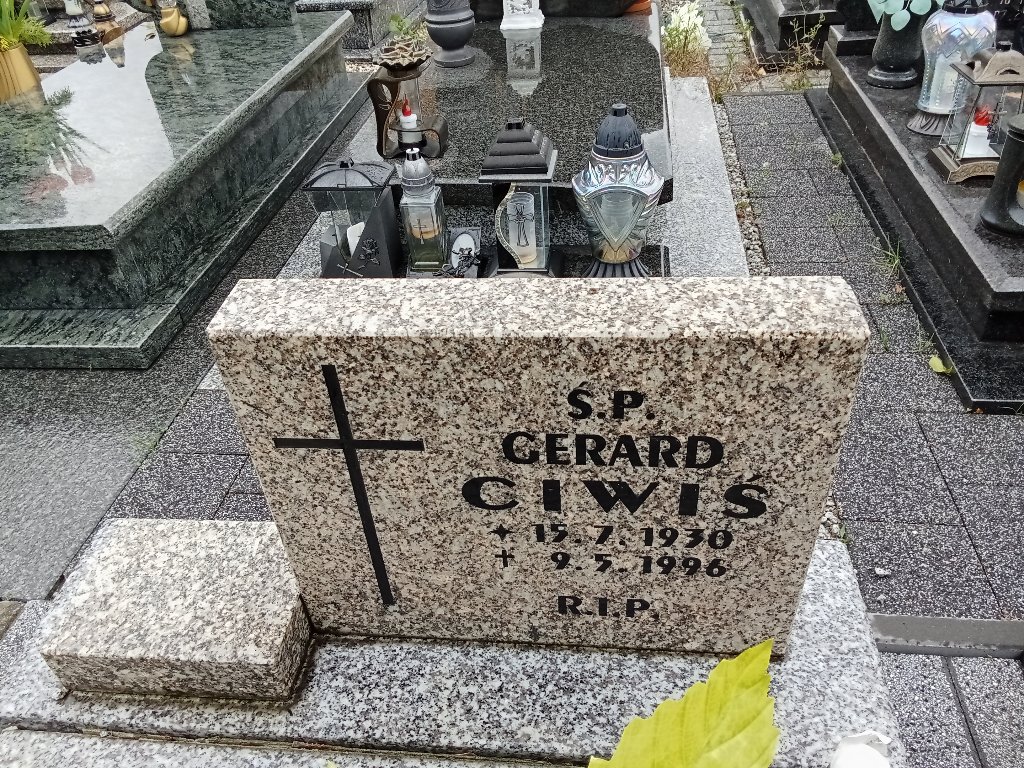 Ś.P.
GERARD
CIWIŚ
15.7.1930
9.5.1996
R.I.P.